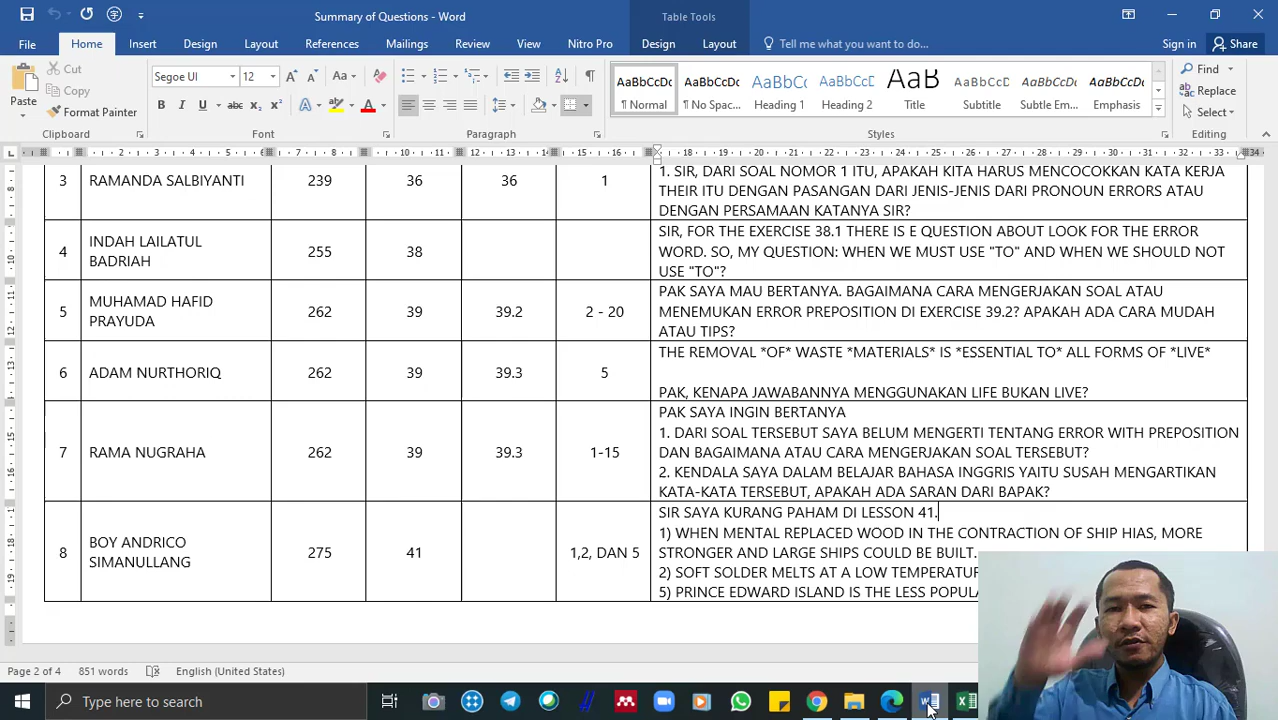 Summary of Questions - Word
Table Tools
File
Home
Insert
Design
Layout
References
Mailings
Review
View
Nitro Pro
Design
Layout
Tell me what you want to do...
Sign in
Share
Paste
Cut
Copy
Format Painter
Clipboard
Segoe UI
12
Font
Paragraph
AaBbCcDc
¶ Normal
AaBbCcDc
¶ No Spac...
AaBbCc
Heading 1
AaBbCcD
Heading 2
AaB
Title
AaBbCcD
Subtitle
AaBbCcDc
Subtle Em...
AaBbCcDc
Emphasis
Styles
Find
Replace
Select
Editing
3
RAMANDA SALBIYANTI
239
36
36
1
1. SIR, DARI SOAL NOMOR 1 ITU, APAKAH KITA HARUS MENCOCOKKAN KATA KERJA
THEIR ITU DENGAN PASANGAN DARI JENIS-JENIS DARI PRONOUN ERRORS ATAU
DENGAN PERSAMAAN KATANYA SIR?
4
INDAH LAILATUL
BADRIAH
255
38
SIR, FOR THE EXERCISE 38.1 THERE IS E QUESTION ABOUT LOOK FOR THE ERROR
WORD. SO, MY QUESTION: WHEN WE MUST USE "TO" AND WHEN WE SHOULD NOT
USE "TO"?
5
MUHAMAD HAFID
PRAYUDA
262
39
39.2
2 - 20
PAK SAYA MAU BERTANYA. BAGAIMANA CARA MENGERJAKAN SOAL ATAU
MENEMUKAN ERROR PREPOSITION DI EXERCISE 39.2? APAKAH ADA CARA MUDAH
ATAU TIPS?
6
ADAM NURTHORIQ
262
39
39.3
5
THE REMOVAL *OF* WASTE *MATERIALS* IS *ESSENTIAL TO* ALL FORMS OF *LIVE*
PAK, KENAPA JAWABANNYA MENGGUNAKAN LIFE BUKAN LIVE?
7
RAMA NUGRAHA
262
39
39.3
1-15
PAK SAYA INGIN BERTANYA
1. DARI SOAL TERSEBUT SAYA BELUM MENGERTI TENTANG ERROR WITH PREPOSITION
DAN BAGAIMANA ATAU CARA MENGERJAKAN SOAL TERSEBUT?
2. KENDALA SAYA DALAM BELAJAR BAHASA INGGRIS YAITU SUSAH MENGARTIKAN
KATA-KATA TERSEBUT, APAKAH ADA SARAN DARI BAPAK?
8
BOY ANDRICO
SIMANULLANG
275
41
1,2, DAN 5
SIR SAYA KURANG PAHAM DI LESSON 41.
1) WHEN MENTAL REPLACED WOOD IN THE CONTRACTION OF SHIP HIAS, MORE
STRONGER AND LARGE SHIPS COULD BE BUILT.
2) SOFT SOLDER MELTS AT A LOW
5) PRINCE EDWARD ISLAND IS THE LESS
Page 2 of 4
851 words
English (United States)
Type here to search